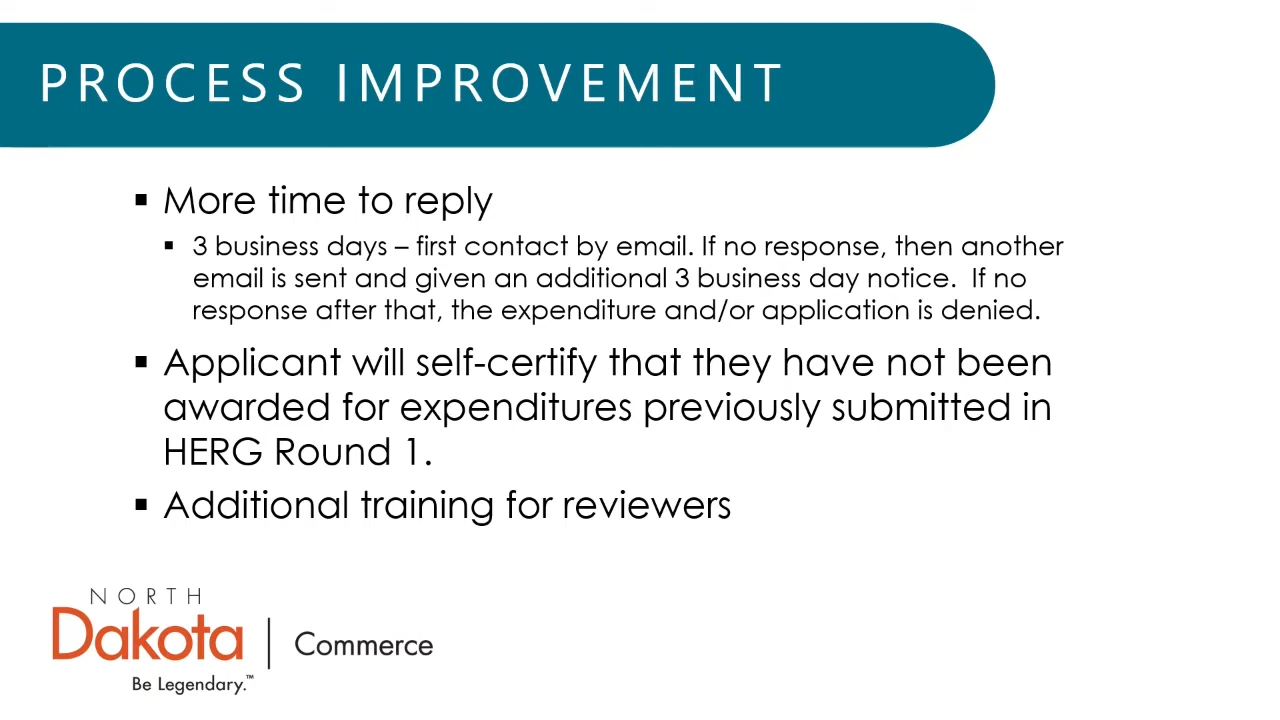 PROCESS IMPROVEMENT
▪ More time to reply
▪ 3 business days – first contact by email. If no response, then another
email is sent and given an additional 3 business day notice.  If no
response after that, the expenditure and/or application is denied.
▪ Applicant will self-certify that they have not been
awarded for expenditures previously submitted in
HERG Round 1.
▪ Additional training for reviewers
NORTH
Dakota | Commerce
Be Legendary.™